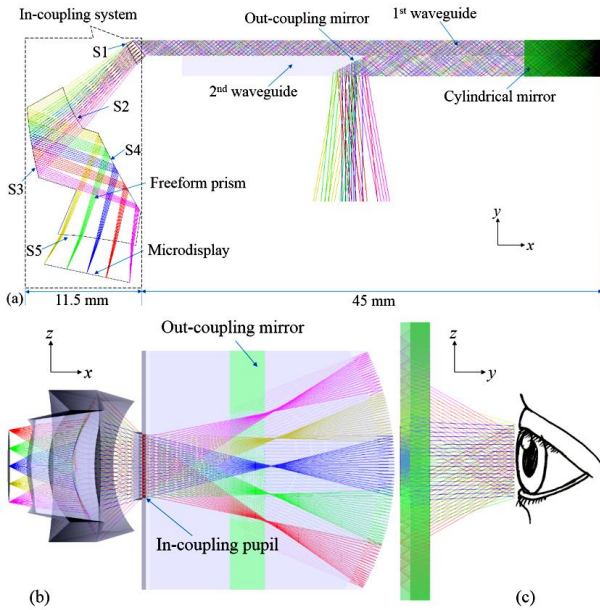 In-coupling system
S1
Out-coupling mirror
1st waveguide
2nd waveguide
Cylindrical mirror
S2
S4
S3
Freeform prism
S5
Microdisplay
y
x
(a)
11.5 mm
45 mm
Out-coupling mirror
z
x
z
y
In-coupling pupil
(b)
(c)